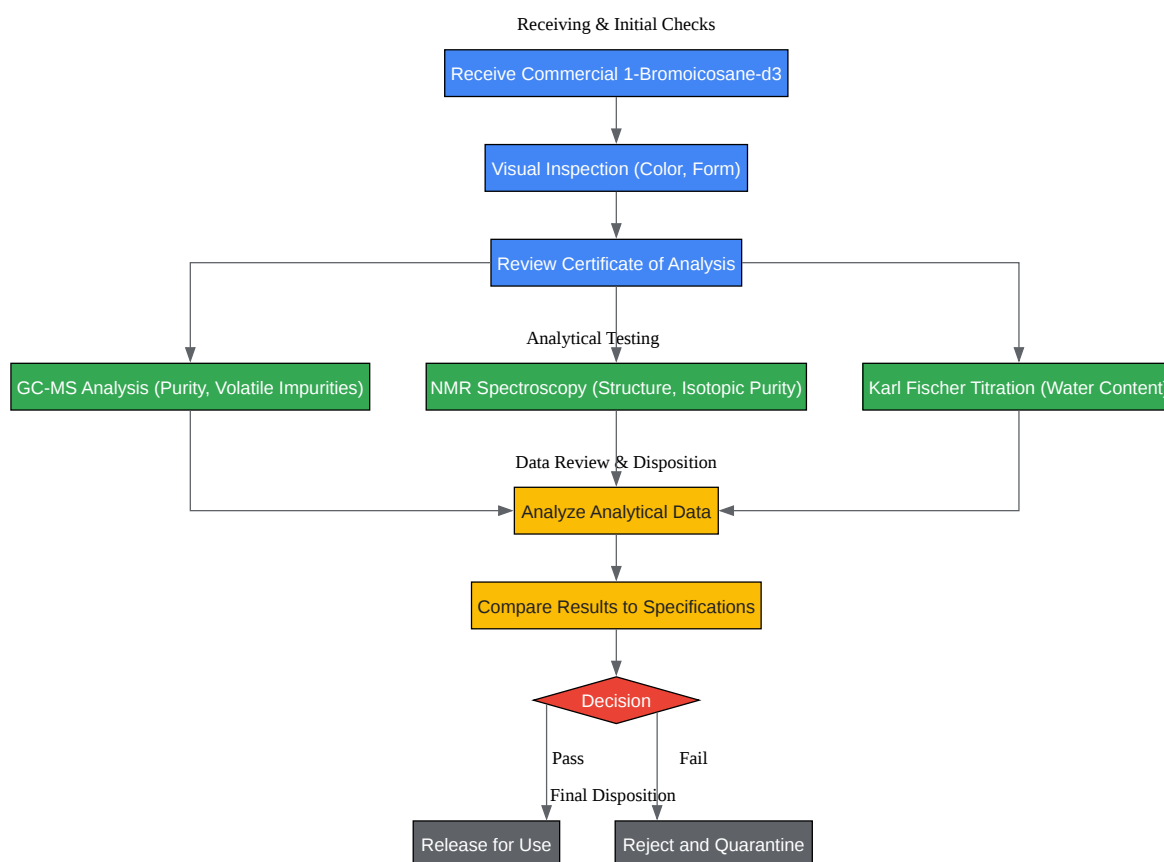 Receiving & Initial Checks
Receive Commercial 1-Bromoicosane-d3
Visual Inspection (Color, Form)
Review Certificate of Analysis
Analytical Testing
GC-MS Analysis (Purity, Volatile Impurities)
NMR Spectroscopy (Structure, Isotopic Purity)
Karl Fischer Titration (Water Content)
Data Review & Disposition
Analyze Analytical Data
Compare Results to Specifications
Decision
Pass
Fail
Final Disposition
Release for Use
Reject and Quarantine